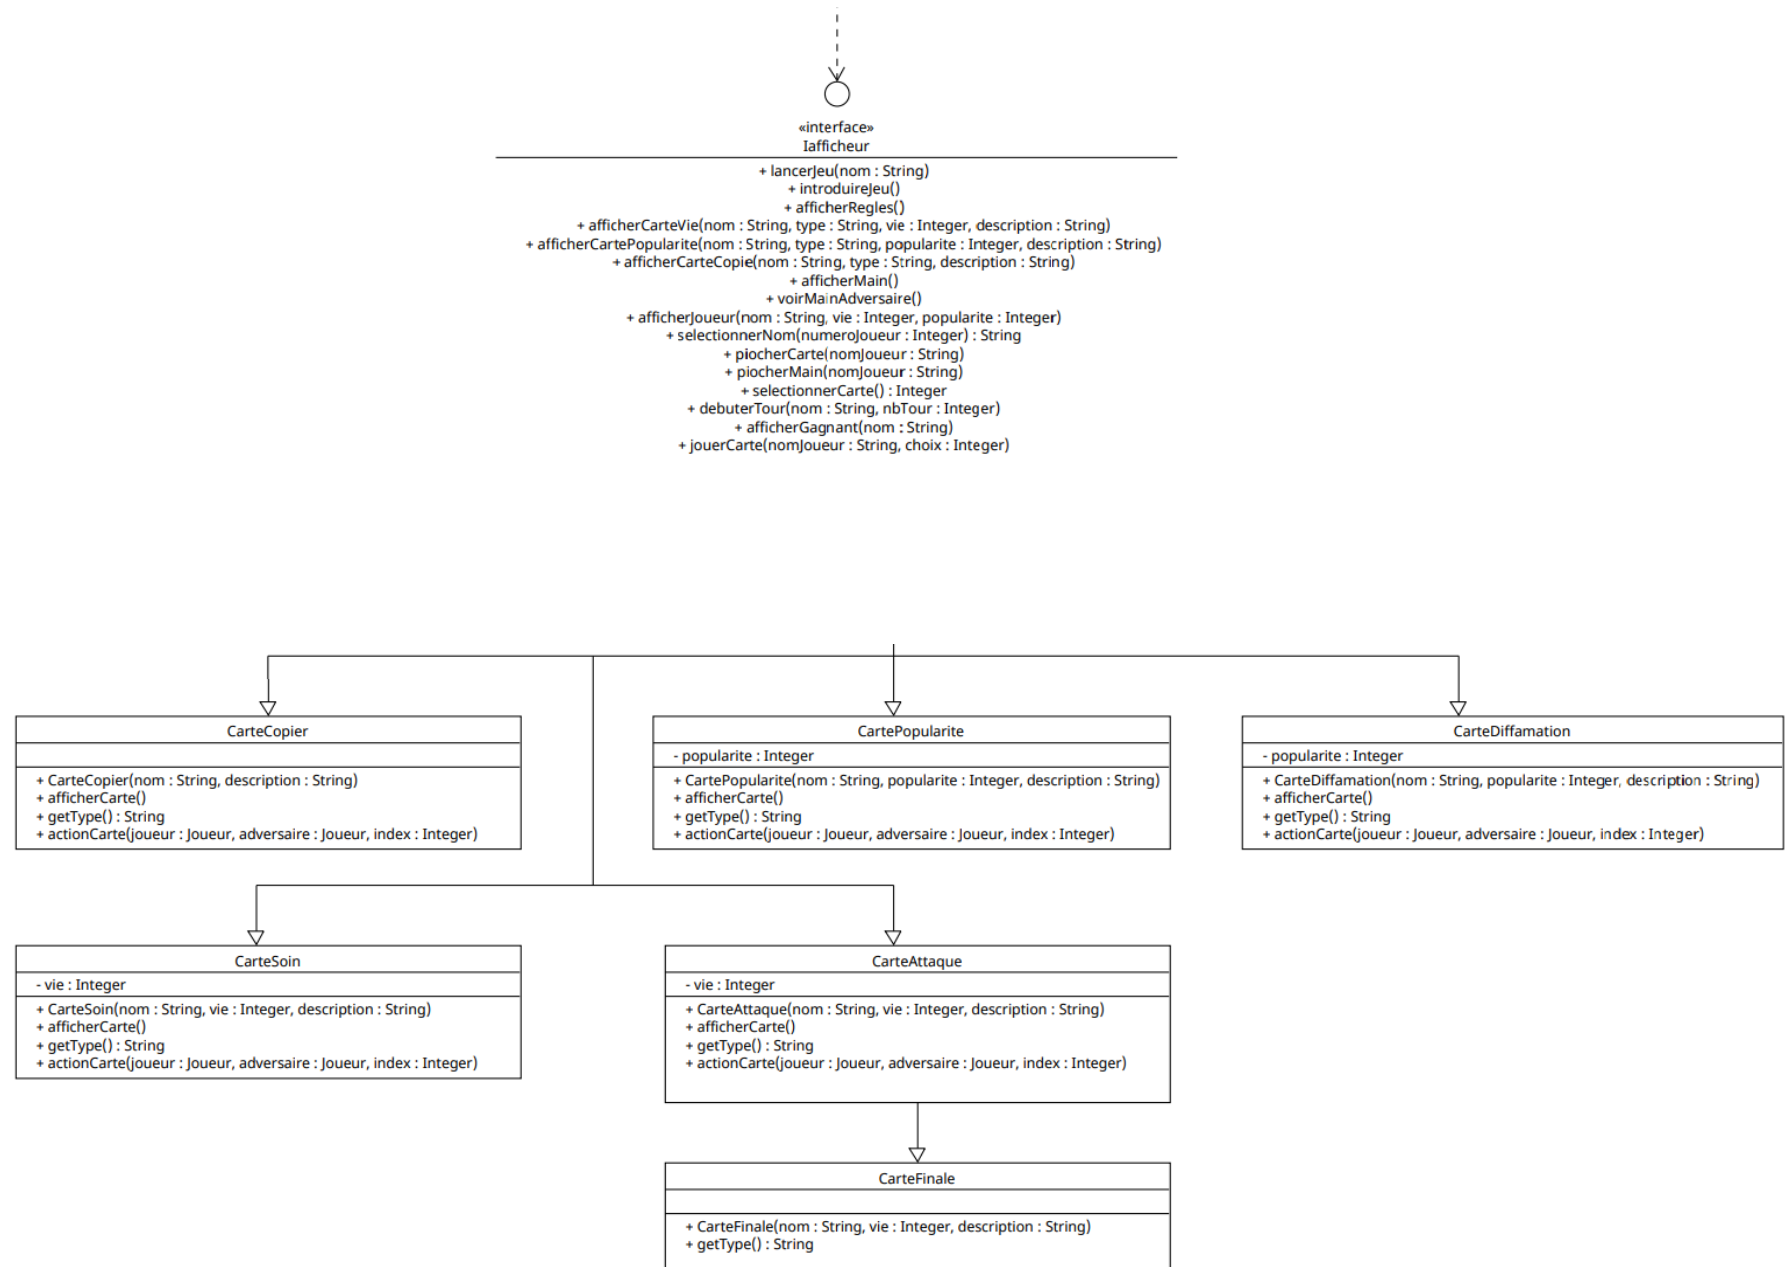 «interface»
Iafficheur
+ lancerJeu(nom : String)
+ introduireJeu()
+ afficherRegles()
+ afficherCarteVie(nom : String, type : String, vie : Integer, description : String)
+ afficherCartePopularite(nom : String, type : String, popularite : Integer, description : String)
+ afficherCarteCopie(nom : String, type : String, description : String)
+ afficherMain()
+ voirMainAdversaire()
+ afficherJoueur(nom : String, vie : Integer, popularite : Integer)
+ selectionnerNom(numeroJoueur : Integer) : String
+ piocherCarte(nomJoueur : String)
+ piocherMain(nomJoueur : String)
+ selectionnerCarte() : Integer
+ debuterTour(nom : String, nbTour : Integer)
+ afficherGagnant(nom : String)
+ jouerCarte(nomJoueur : String, choix : Integer)
CarteCopier
+ CarteCopier(nom : String, description : String)
+ afficherCarte()
+ getType() : String
+ actionCarte(joueur : Joueur, adversaire : Joueur, index : Integer)
CartePopularite
- popularite : Integer
+ CartePopularite(nom : String, popularite : Integer, description : String)
+ afficherCarte()
+ getType() : String
+ actionCarte(joueur : Joueur, adversaire : Joueur, index : Integer)
CarteDiffamation
- popularite : Integer
+ CarteDiffamation(nom : String, popularite : Integer, description : String)
+ afficherCarte()
+ getType() : String
+ actionCarte(joueur : Joueur, adversaire : Joueur, index : Integer)
CarteSoin
- vie : Integer
+ CarteSoin(nom : String, vie : Integer, description : String)
+ afficherCarte()
+ getType() : String
+ actionCarte(joueur : Joueur, adversaire : Joueur, index : Integer)
CarteAttaque
- vie : Integer
+ CarteAttaque(nom : String, vie : Integer, description : String)
+ afficherCarte()
+ getType() : String
+ actionCarte(joueur : Joueur, adversaire : Joueur, index : Integer)
CarteFinale
+ CarteFinale(nom : String, vie : Integer, description : String)
+ getType() : String